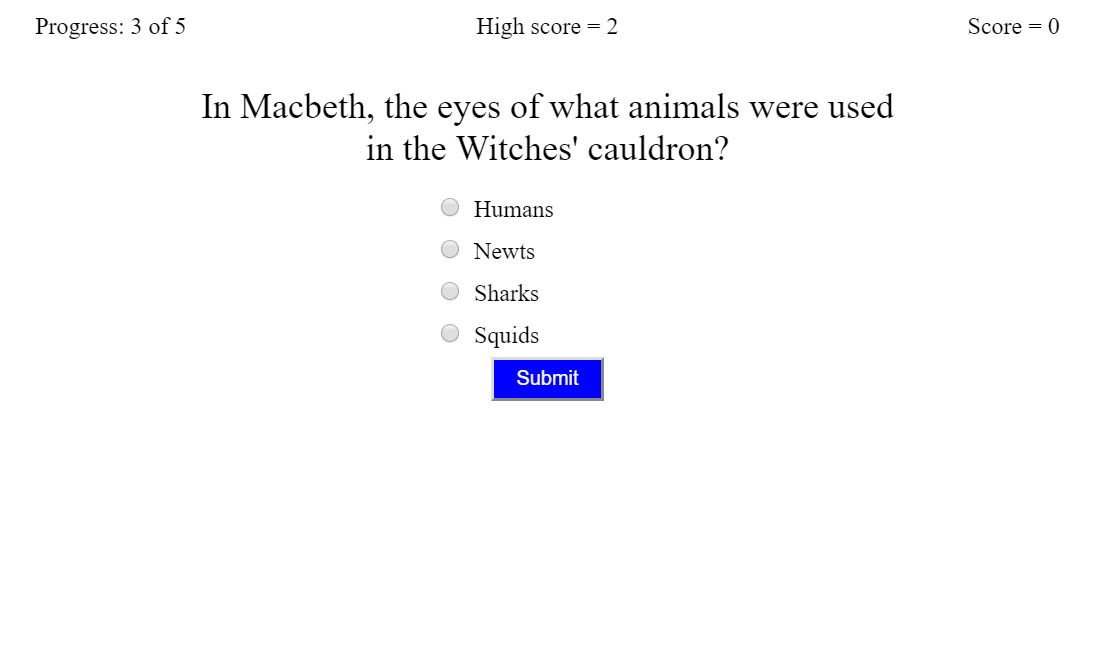 Progress: 3 of 5
High score = 2
Score = 0
In Macbeth, the eyes of what animals were used
in the Witches' cauldron?
Humans
Newts
Sharks
Squids
Submit